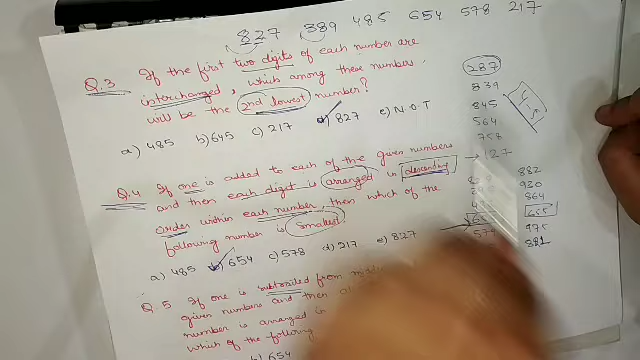 827 389 485 654 578 217
Q.3 If the first two digits of each number are
interchanged, which among these numbers
will be the 2nd lowest number?
a) 485 b) 645 c) 217 d) 827 e) N.O.T
287
839
845
564
758
127
Q.4 If one is added to each of the given numbers
and then each digit is arranged in descending
order within each number, then which of the
following number is smallest?
a) 485 b) 654 c) 578 d) 217 e) 827
882
930
864
655
975
881
Q.5 If one is subtracted from
given numbers and then
number is arranged in
which of the following
b) 654